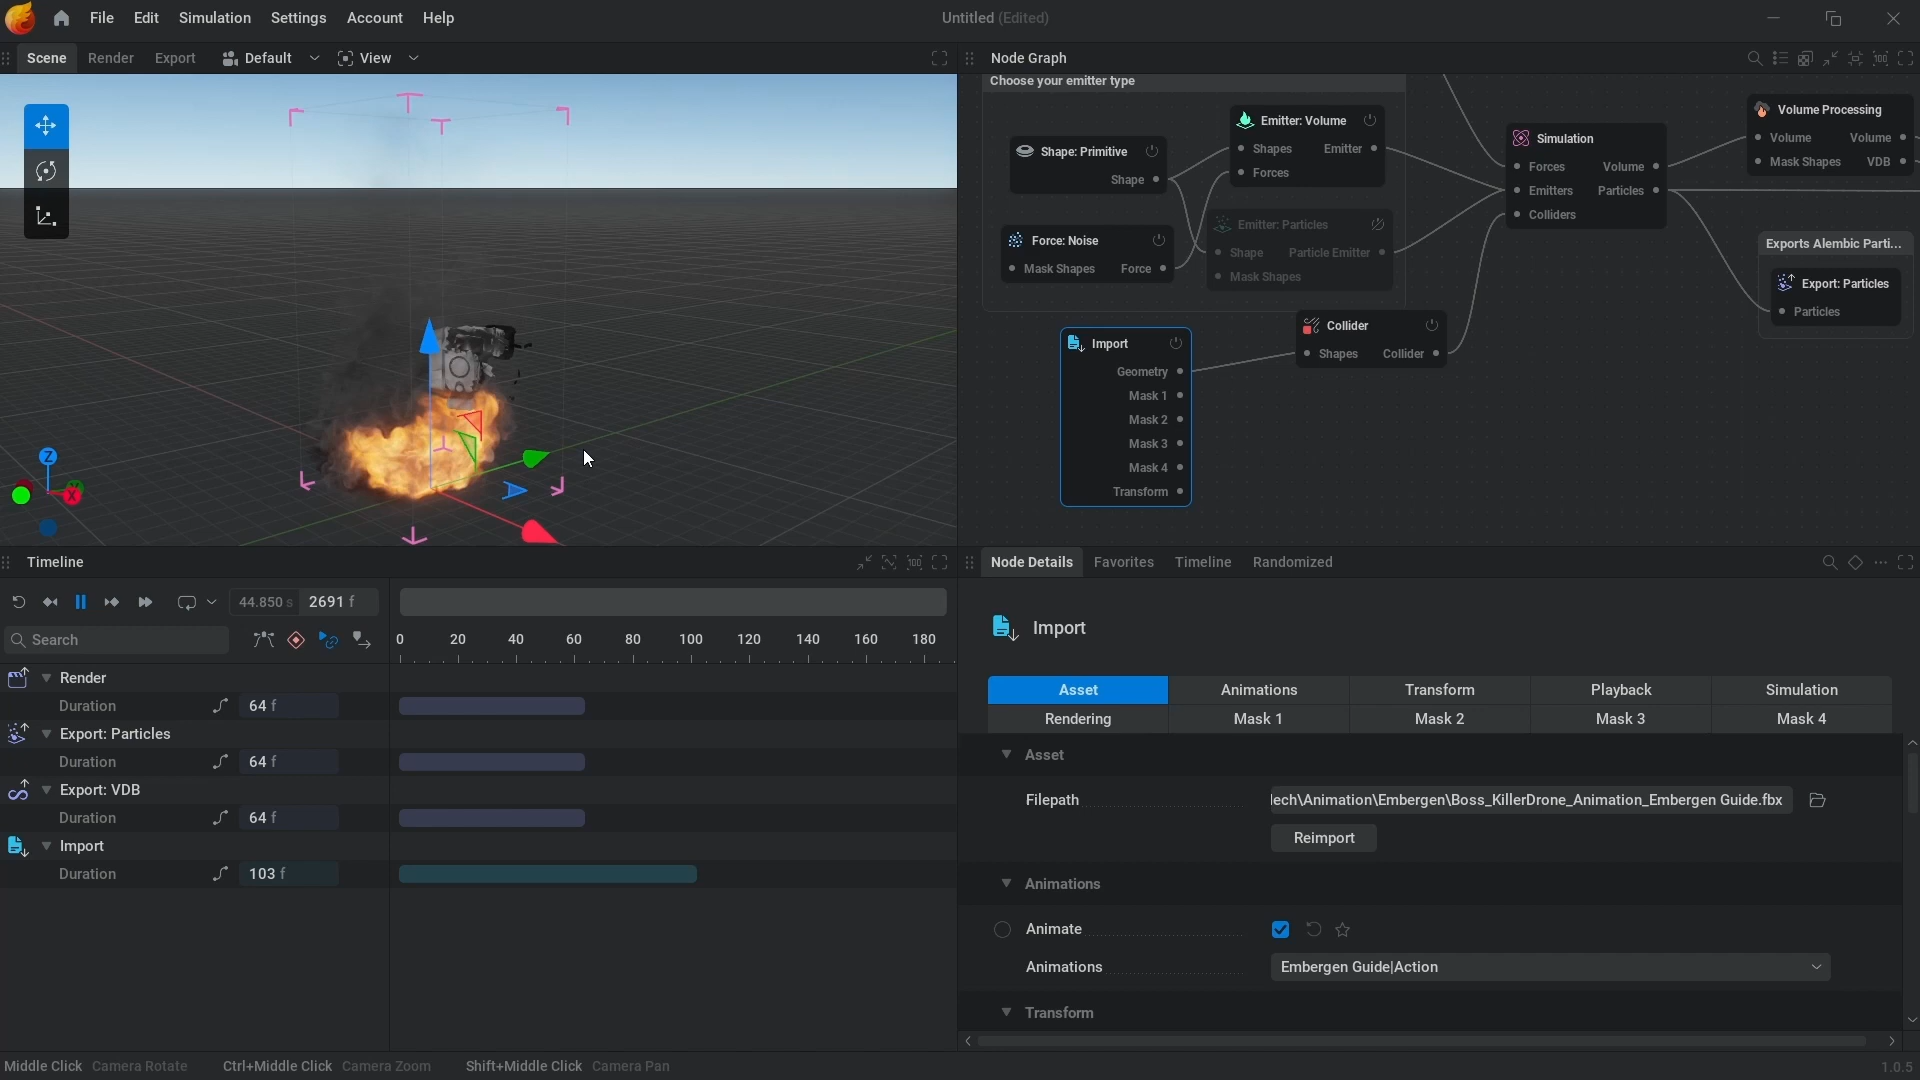 File Edit Simulation Settings Account Help
Untitled (Edited)
Scene Render Export Default View
Node Graph
Choose your emitter type
Shape: Primitive
Shape
Emitter: Volume
Shapes Emitter
Forces
Force: Noise
Mask Shapes Force
Emitter: Particles
Shape Particle Emitter
Mask Shapes
Simulation
Forces Volume
Emitters Particles
Colliders
Volume Processing
Volume Volume
Mask Shapes VDB
Exports Alembic Parti...
Export: Particles
Particles
Collider
Shapes Collider
Import
Geometry
Mask 1
Mask 2
Mask 3
Mask 4
Transform
Z
Y
X
Timeline
100
44.850 s 2691 f
Search
0 20 40 60 80 100 120 140 160 180
Render
Duration 64 f
Export: Particles
Duration 64 f
Export: VDB
Duration 64 f
Import
Duration 103 f
Node Details Favorites Timeline Randomized
Import
Asset Animations Transform Playback Simulation
Rendering Mask 1 Mask 2 Mask 3 Mask 4
Asset
Filepath lech\Animation\Embergen\Boss_KillerDrone_Animation_Embergen Guide.fbx
Reimport
Animations
Animate
Animations Embergen Guide|Action
Transform
Middle Click Camera Rotate Ctrl+Middle Click Camera Zoom Shift+Middle Click Camera Pan
1.0.5